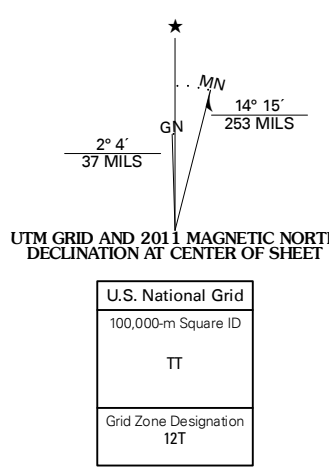 ★
MN
GN
14° 15´
253 MILS
2° 4´
37 MILS
UTM GRID AND 2011 MAGNETIC NORT
DECLINATION AT CENTER OF SHEET
U.S. National Grid
100,000-m Square ID
TT
Grid Zone Designation
12T